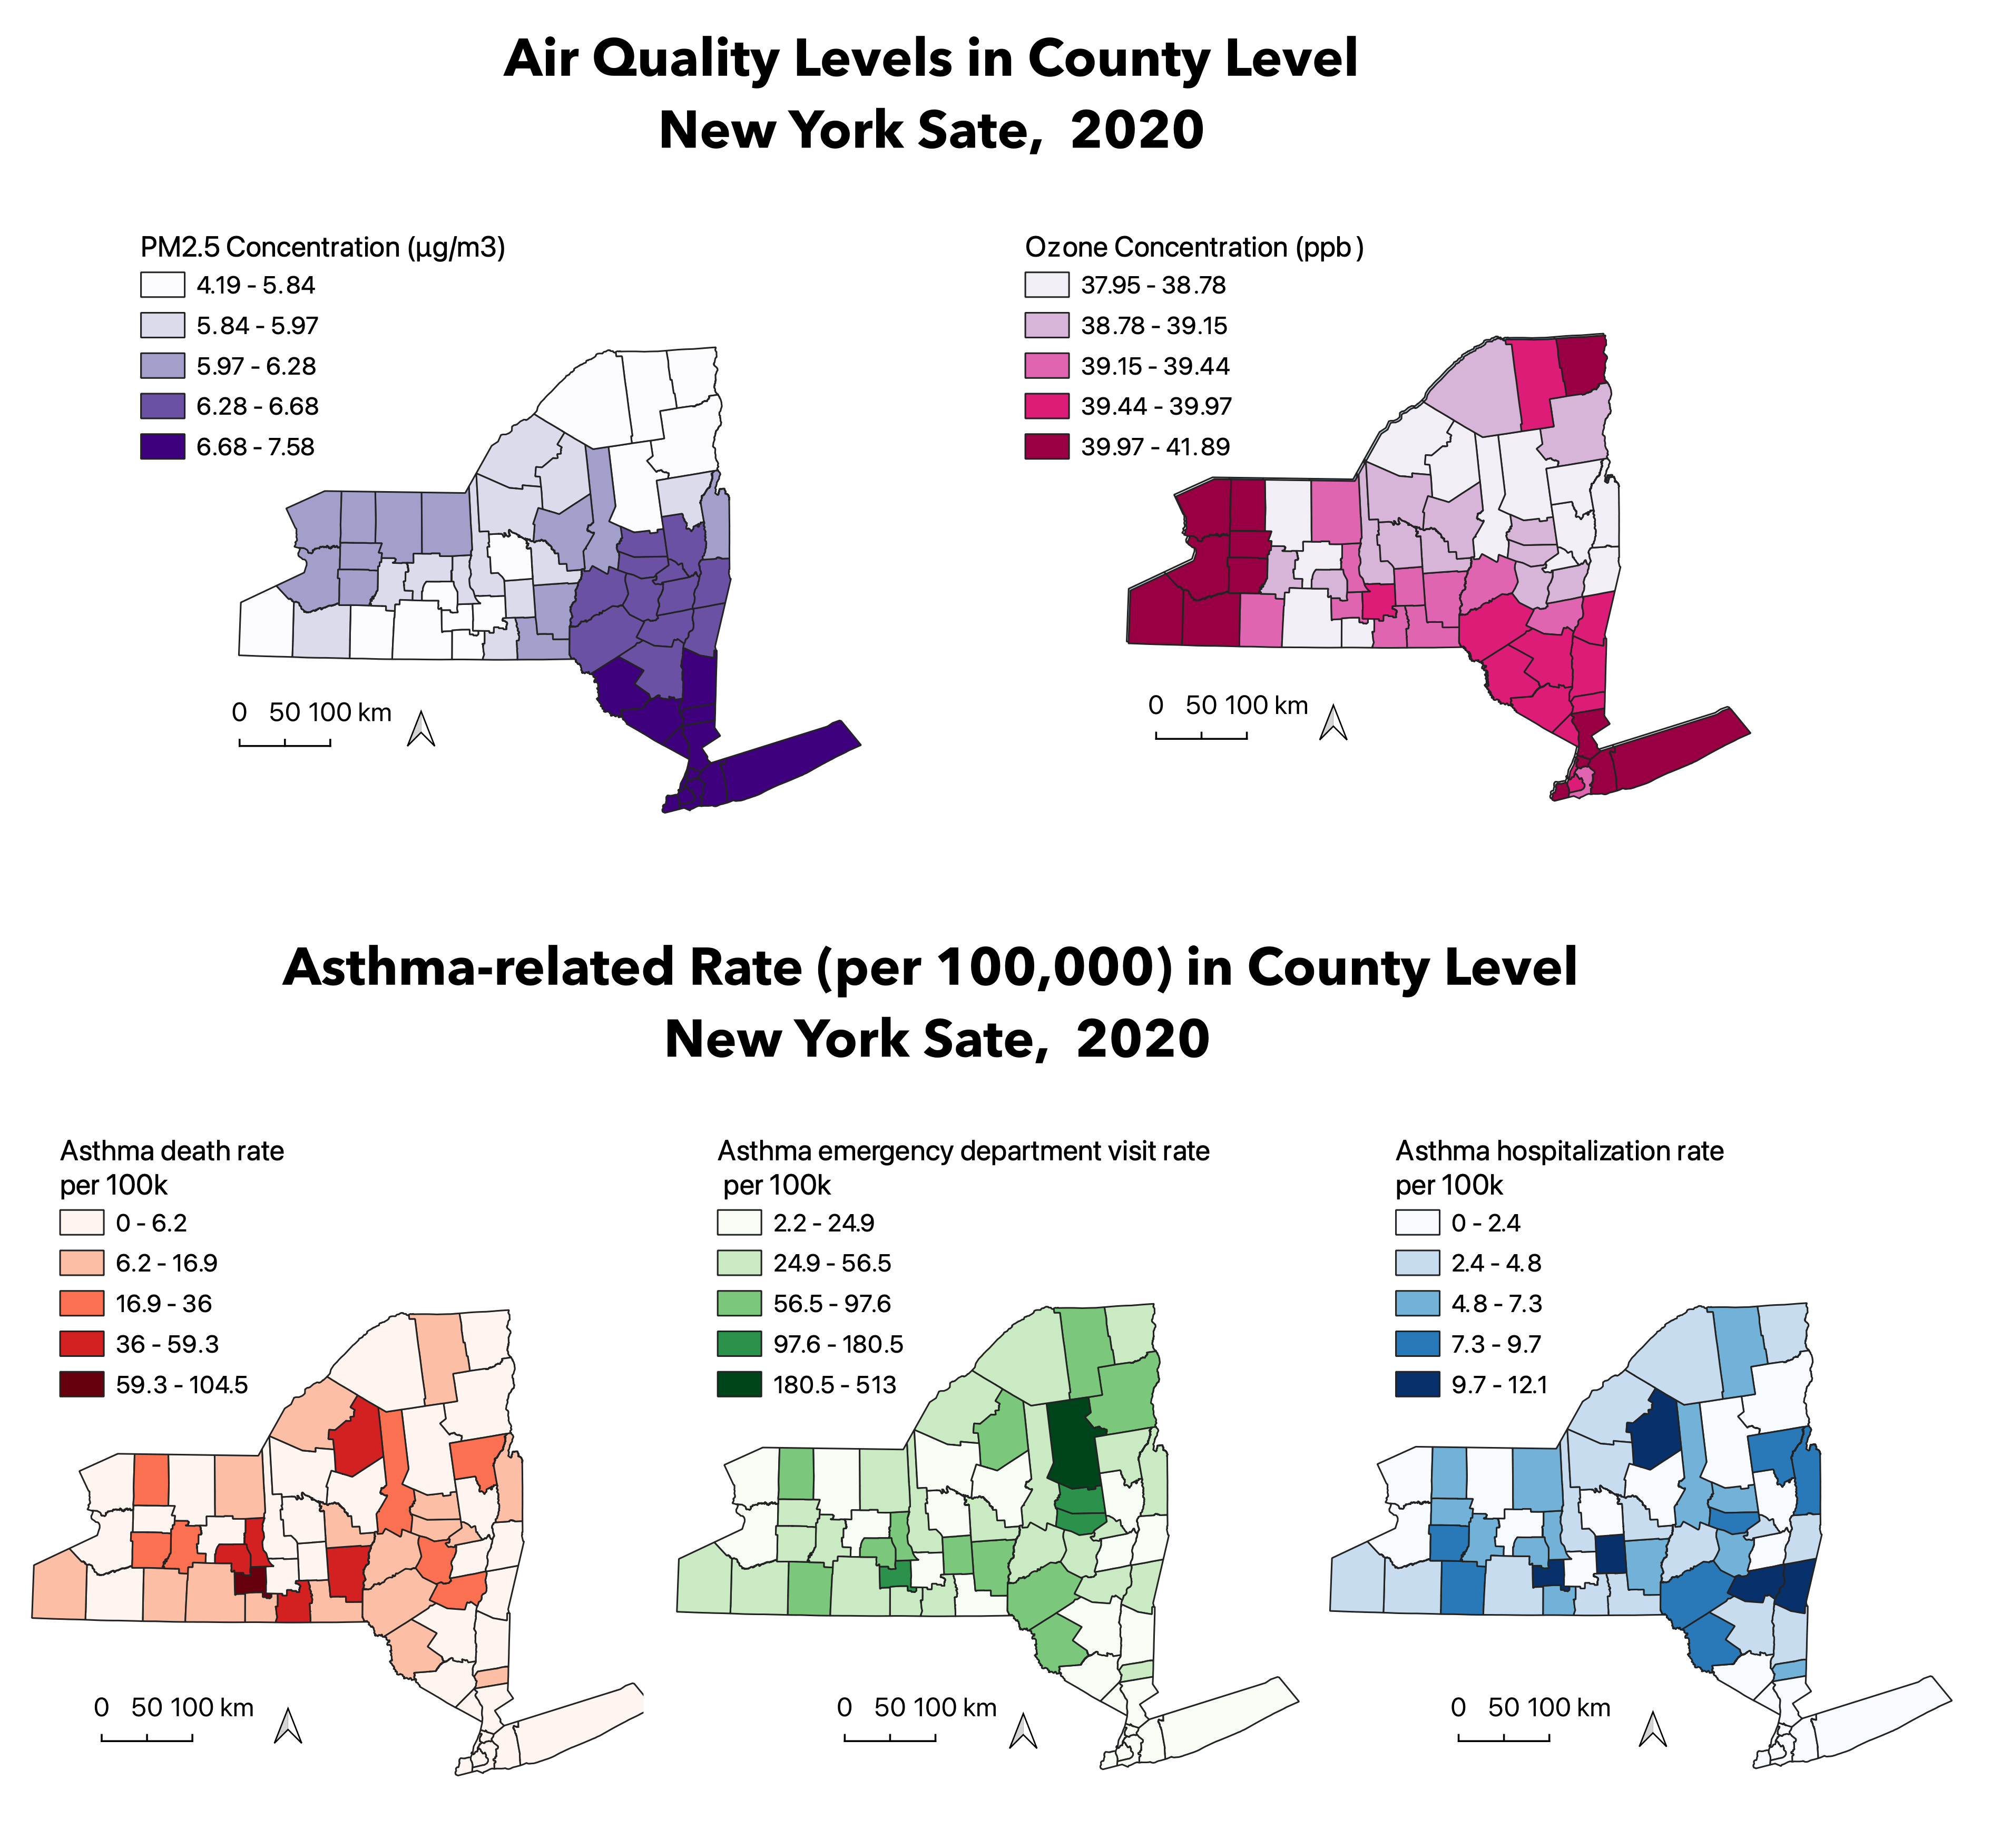 Air Quality Levels in County Level
New York Sate, 2020
PM2.5 Concentration (µg/m3)
4.19 - 5.84
5.84 - 5.97
5.97 - 6.28
6.28 - 6.68
6.68 - 7.58
0 50 100 km
Ozone Concentration (ppb)
37.95 - 38.78
38.78 - 39.15
39.15 - 39.44
39.44 - 39.97
39.97 - 41.89
0 50 100 km
Asthma-related Rate (per 100,000) in County Level
New York Sate, 2020
Asthma death rate
per 100k
0 - 6.2
6.2 - 16.9
16.9 - 36
36 - 59.3
59.3 - 104.5
0 50 100 km
Asthma emergency department visit rate
per 100k
2.2 - 24.9
24.9 - 56.5
56.5 - 97.6
97.6 - 180.5
180.5 - 513
0 50 100 km
Asthma hospitalization rate
per 100k
0 - 2.4
2.4 - 4.8
4.8 - 7.3
7.3 - 9.7
9.7 - 12.1
0 50 100 km